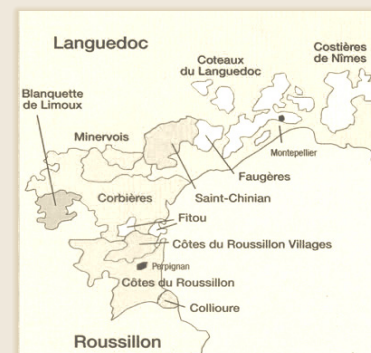 Languedoc
Costières
de Nîmes
Coteaux
du Languedoc
Blanquette
de Limoux
Minervois
Montepellier
Faugères
Corbières
Saint-Chinian
Fitou
Côtes du Roussillon Villages
Perpignan
Côtes du Roussillon
Collioure
Roussillon